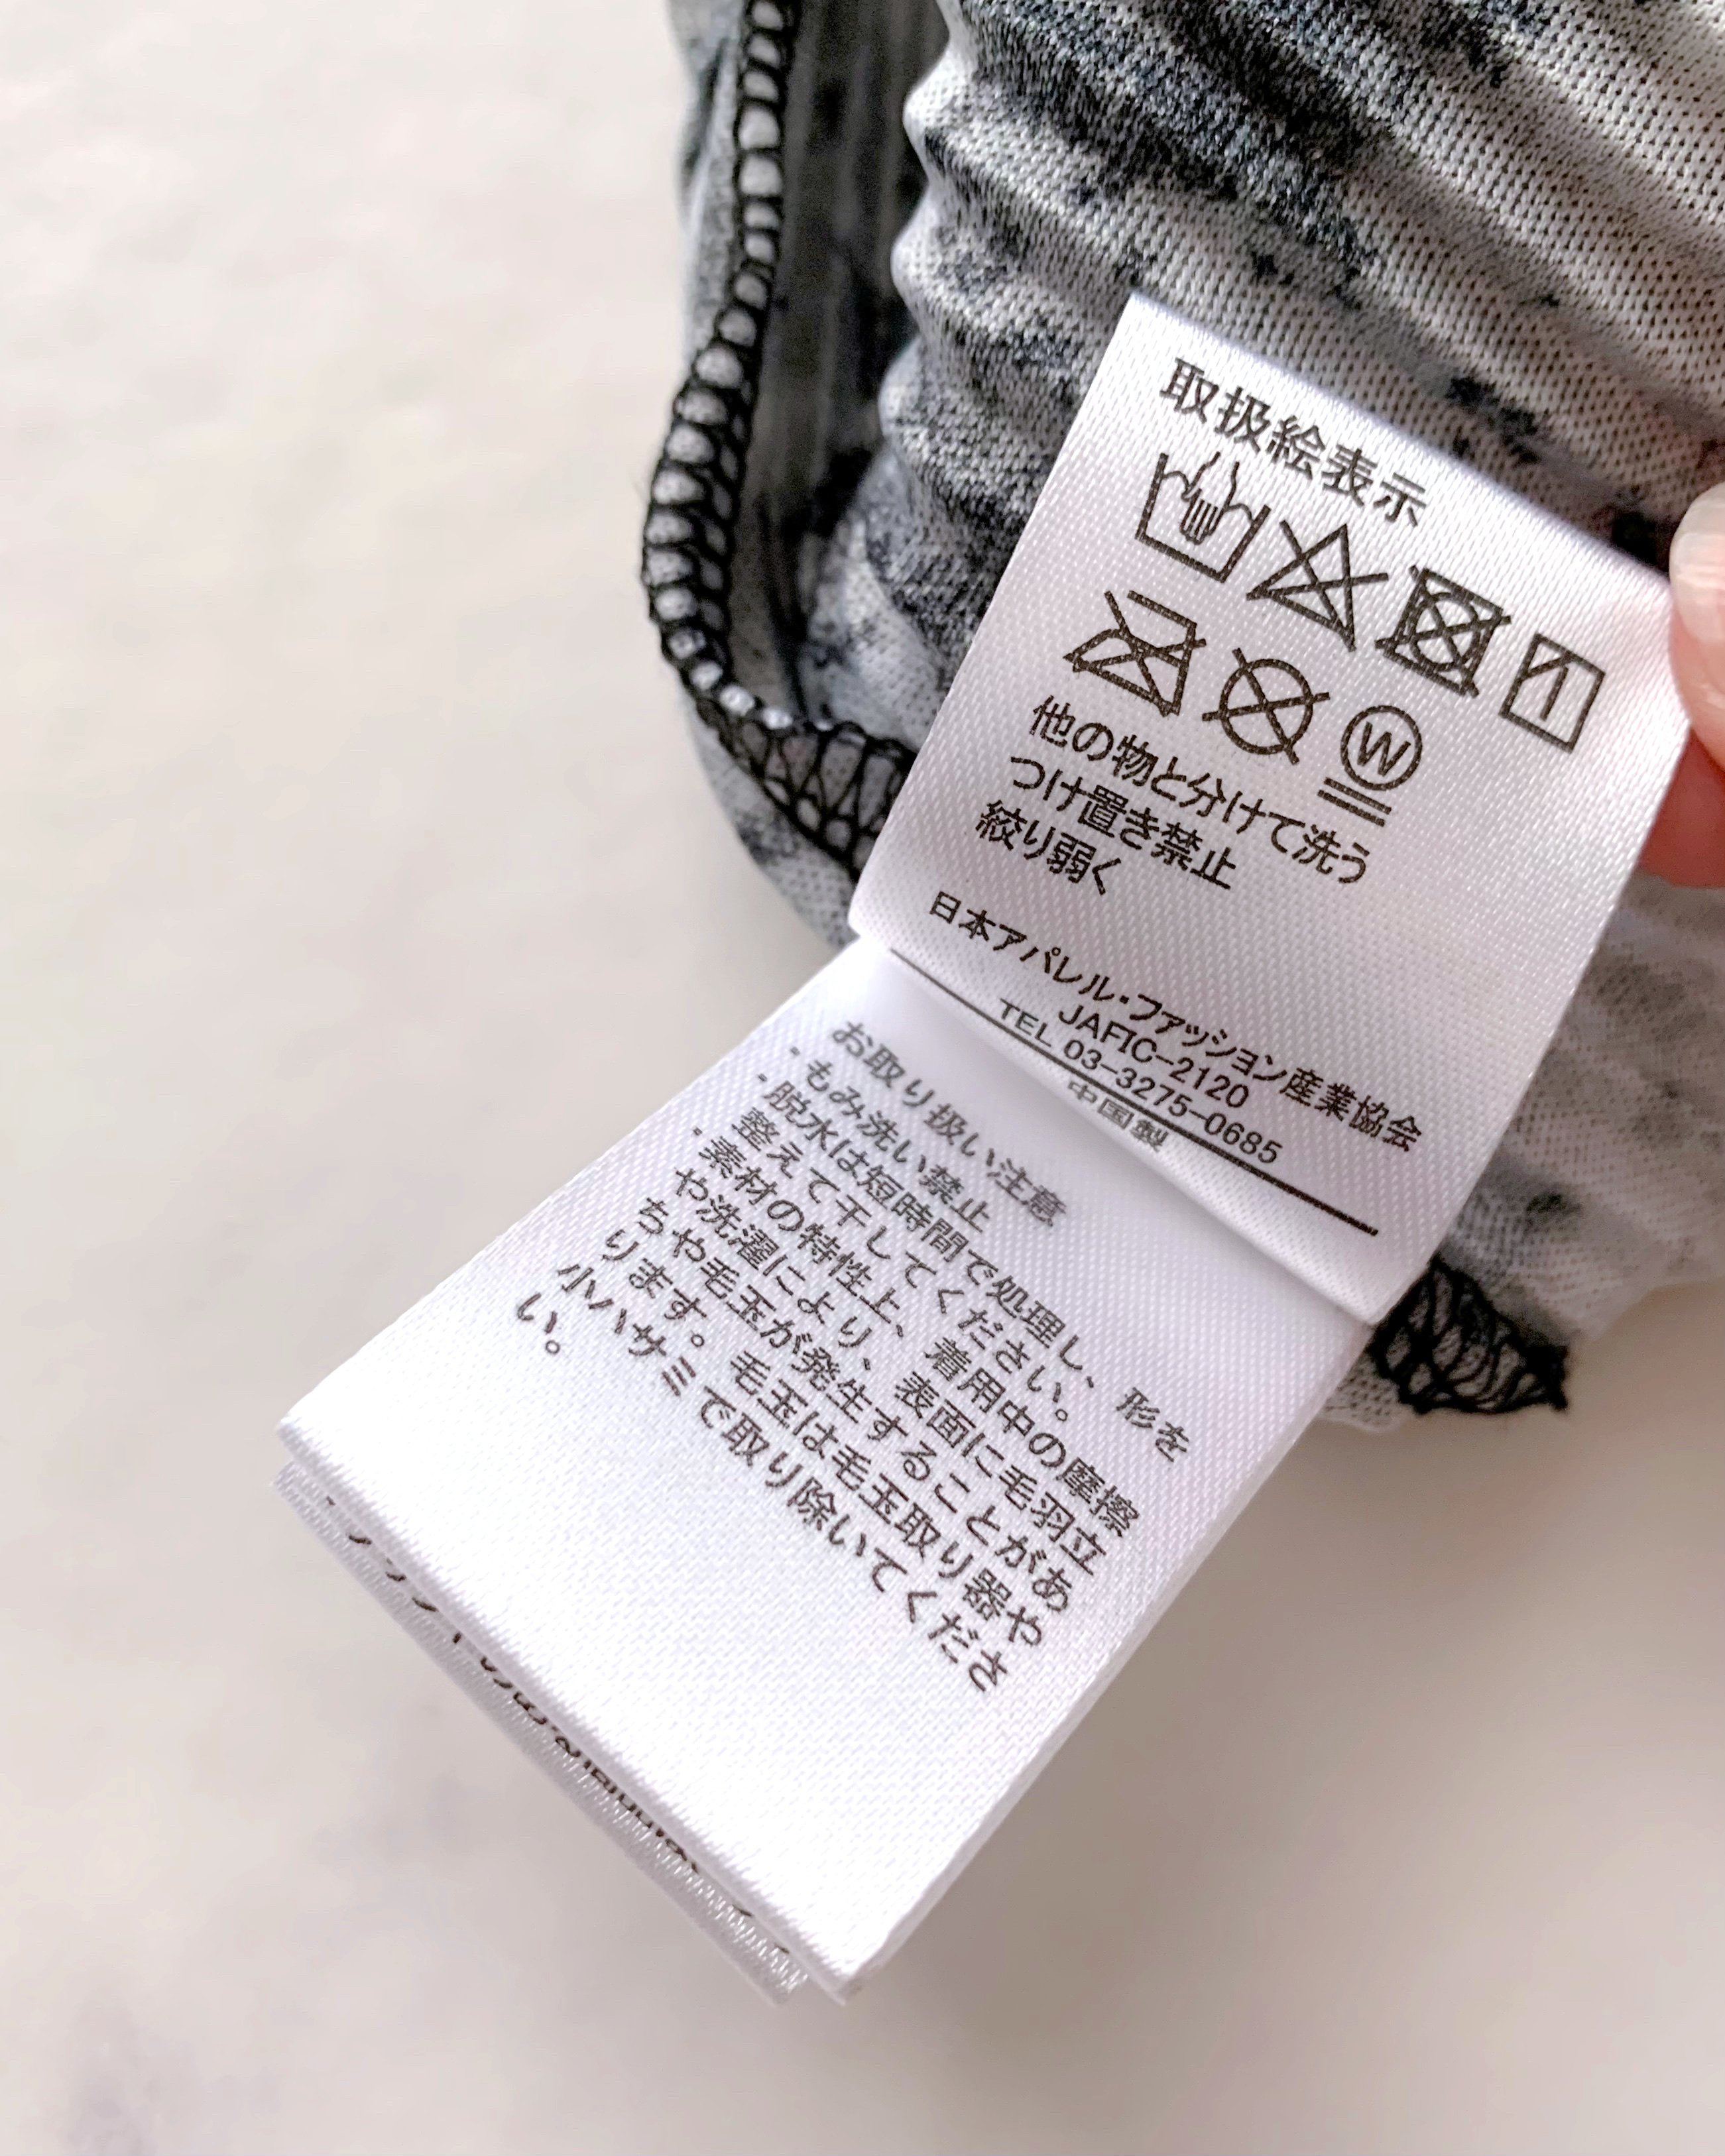 取扱絵表示
W
他の物と分けて洗う
つけ置き禁止
絞り弱く
日本アパレル・ファッション産業協会
JAFIC-2120
TEL 03-3275-0685
中国製
お取り扱い注意
・もみ洗い禁止
・脱水は短時間で処理し、形を
整えて干してください。
・素材の特性上、着用中の摩擦
や洗濯により、表面に毛羽立
ちや毛玉が発生することがあ
ります。毛玉は毛玉取り器や
小ハサミで取り除いてくださ
い。